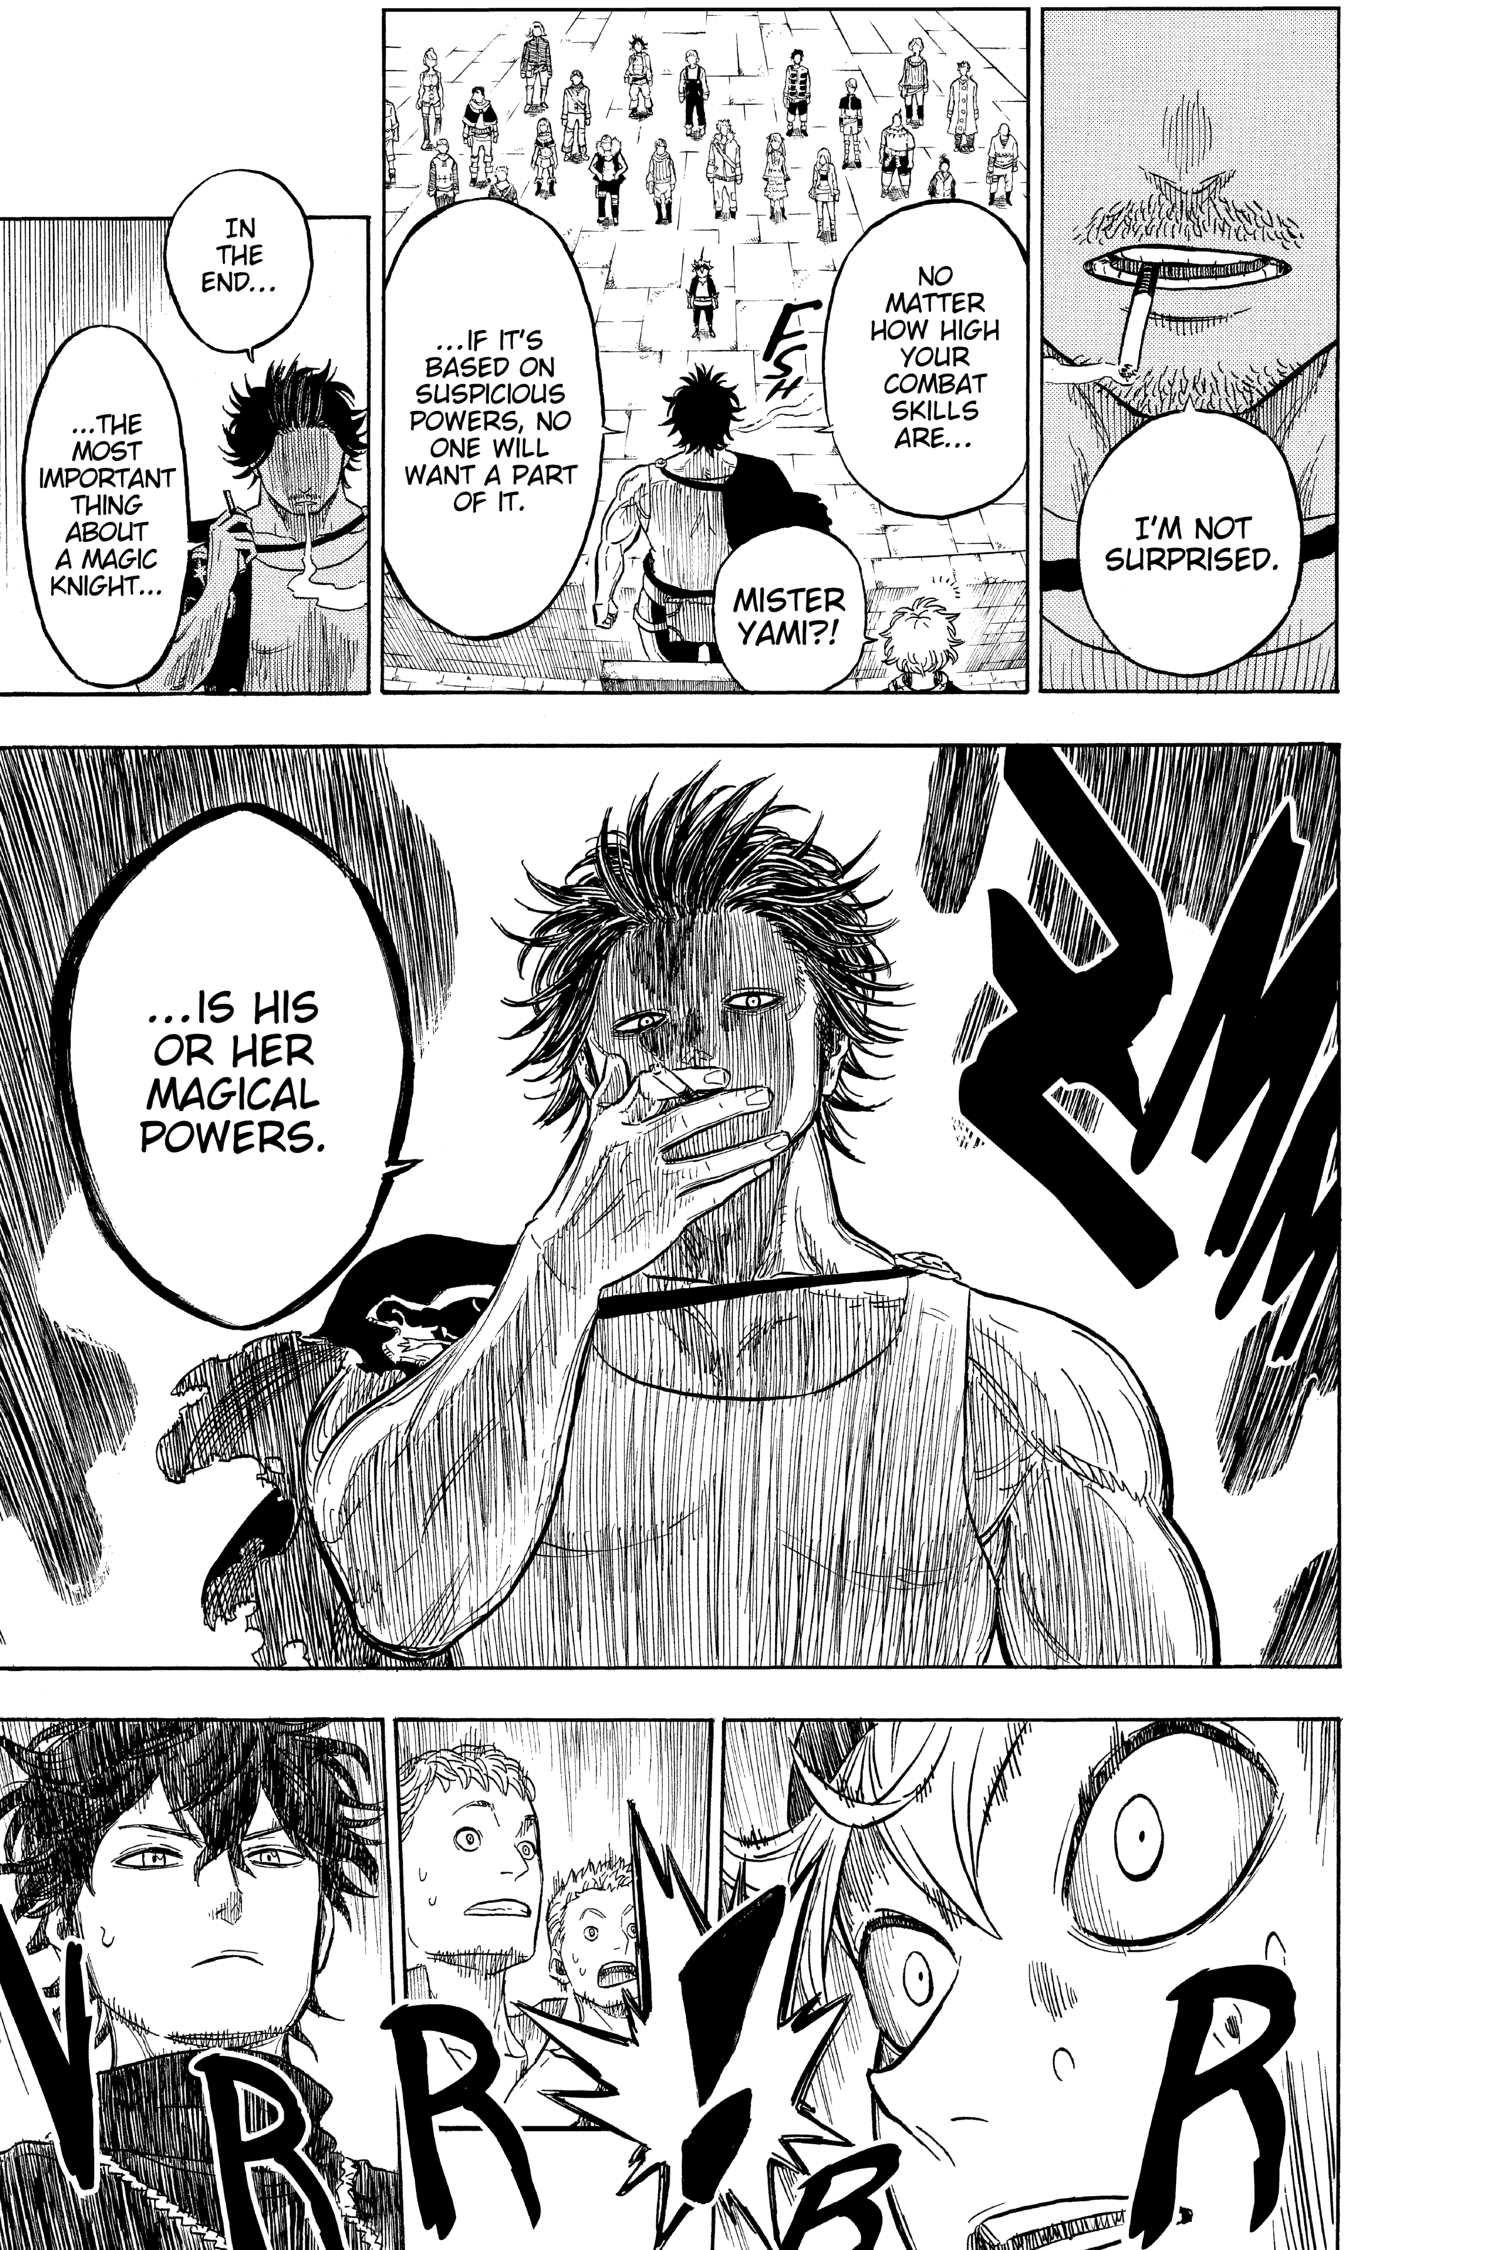 I'M NOT
SURPRISED.
NO
MATTER
HOW HIGH
YOUR
COMBAT
SKILLS
ARE...
FSH
MISTER
YAMI?!
...IF IT'S
BASED ON
SUSPICIOUS
POWERS, NO
ONE WILL
WANT A PART
OF IT.
IN
THE
END...
...THE
MOST
IMPORTANT
THING
ABOUT
A MAGIC
KNIGHT...
...IS HIS
OR HER
MAGICAL
POWERS.
!
VRRRR